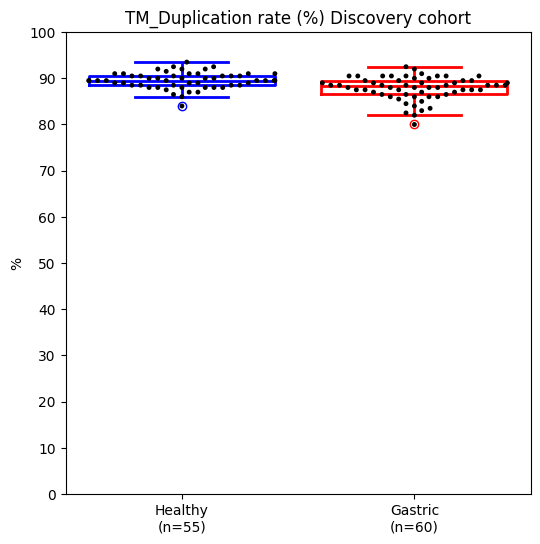 TM_Duplication rate (%) Discovery cohort
100
90
80
70
60
50
40
30
20
10
0
%
Healthy
(n=55)
Gastric
(n=60)